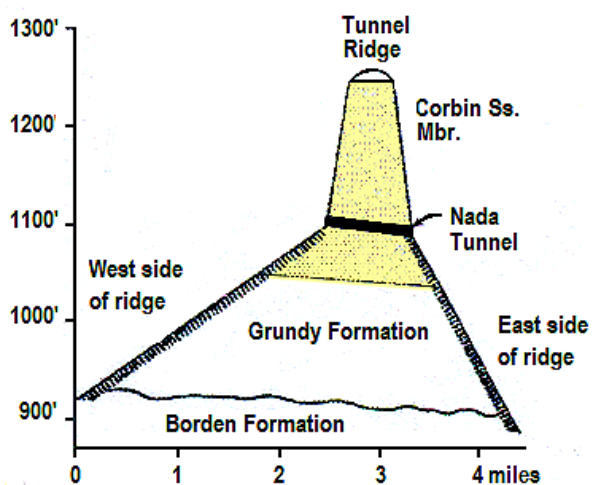 1300'
Tunnel
Ridge
1200'
Corbin Ss.
Mbr.
1100'
Nada
Tunnel
West side
of ridge
1000'
Grundy Formation
East side
of ridge
900'
Borden Formation
0 1 2 3 4 miles